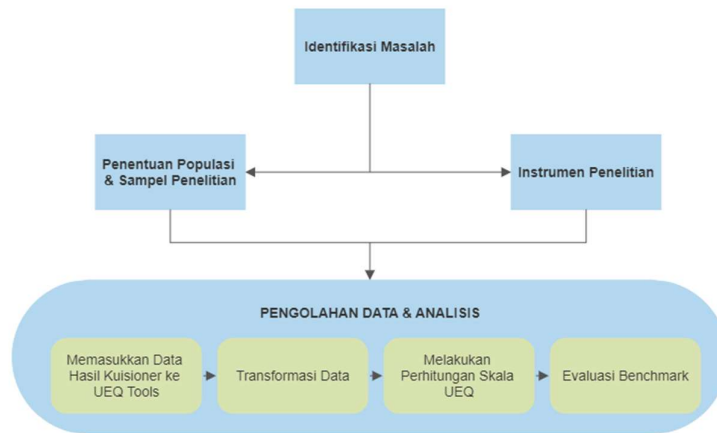 Identifikasi Masalah
Penentuan Populasi
& Sampel Penelitian
Instrumen Penelitian
PENGOLAHAN DATA & ANALISIS
Memasukkan Data
Hasil Kuisioner ke
UEQ Tools
Transformasi Data
Melakukan
Perhitungan Skala
UEQ
Evaluasi Benchmark